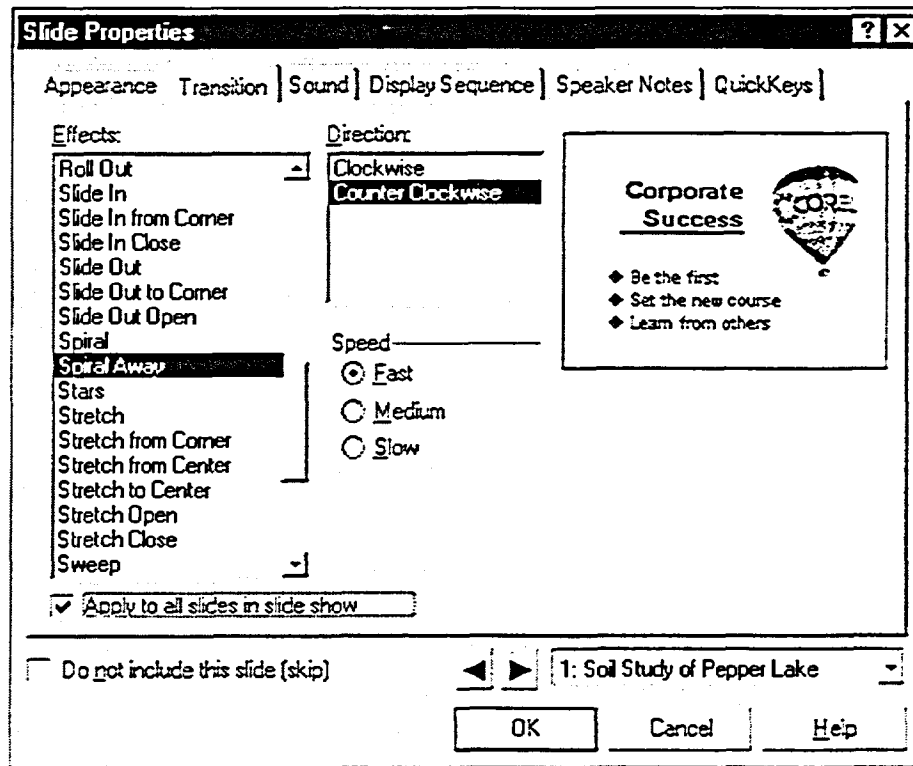 Slide Properties
Appearance Transition Sound Display Sequence Speaker Notes QuickKeys
Effects:
Roll Out
Slide In
Slide In from Corner
Slide In Close
Slide Out
Slide Out to Corner
Slide Out Open
Spiral
Spiral Away
Stars
Stretch
Stretch from Corner
Stretch from Center
Stretch to Center
Stretch Open
Stretch Close
Sweep
Apply to all slides in slide show
Direction:
Clockwise
Counter Clockwise
Speed
Fast
Medium
Slow
Corporate
Success
CORE
Be the first
Set the new course
Learn from others
Do not include this slide (skip)
1: Soil Study of Pepper Lake
OK Cancel Help